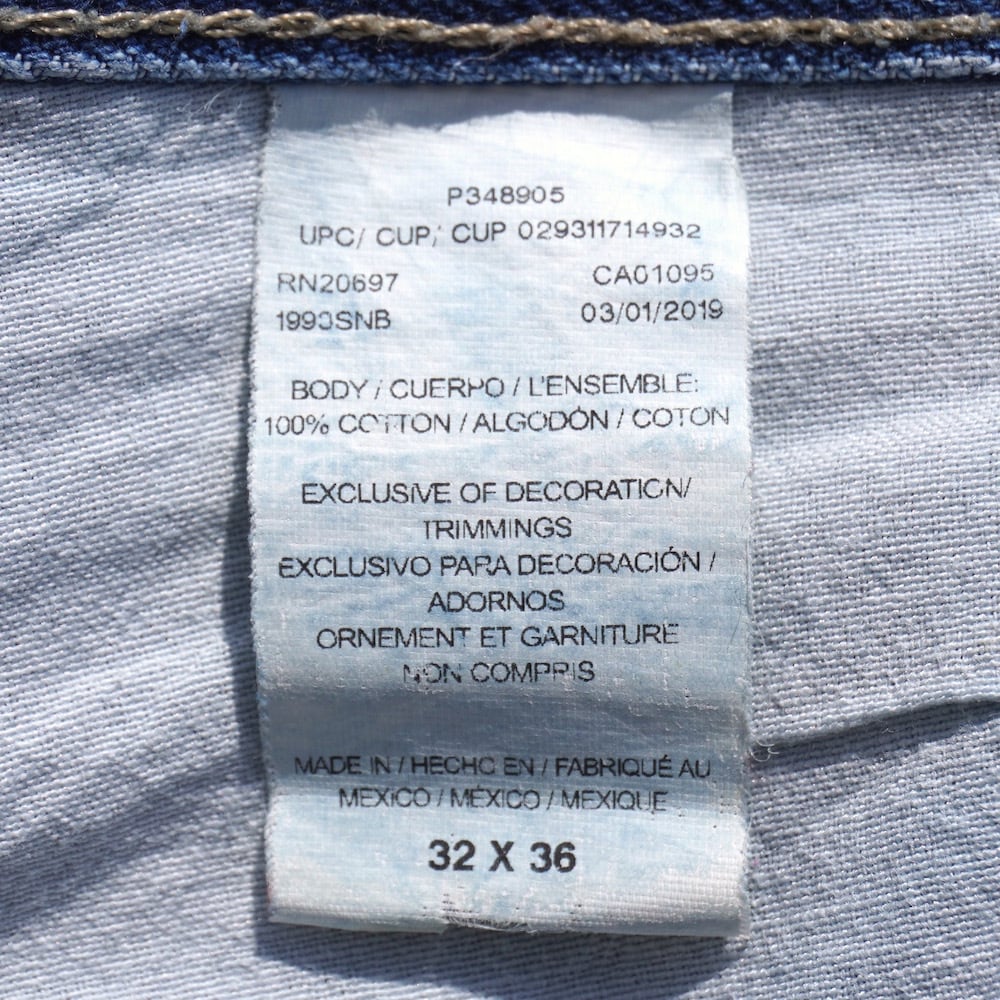 P348905
UPC/ CUP/ CUP 029311714932
RN20697 CA01095
1993SNB 03/01/2019
BODY / CUERPO / L'ENSEMBLE:
100% COTTON / ALGODÓN / COTON
EXCLUSIVE OF DECORATION/
TRIMMINGS
EXCLUSIVO PARA DECORACIÓN /
ADORNOS
ORNEMENT ET GARNITURE
NON COMPRIS
MADE IN / HECHO EN / FABRIQUÉ AU
MEXICO / MÉXICO / MEXIQUE
32 X 36